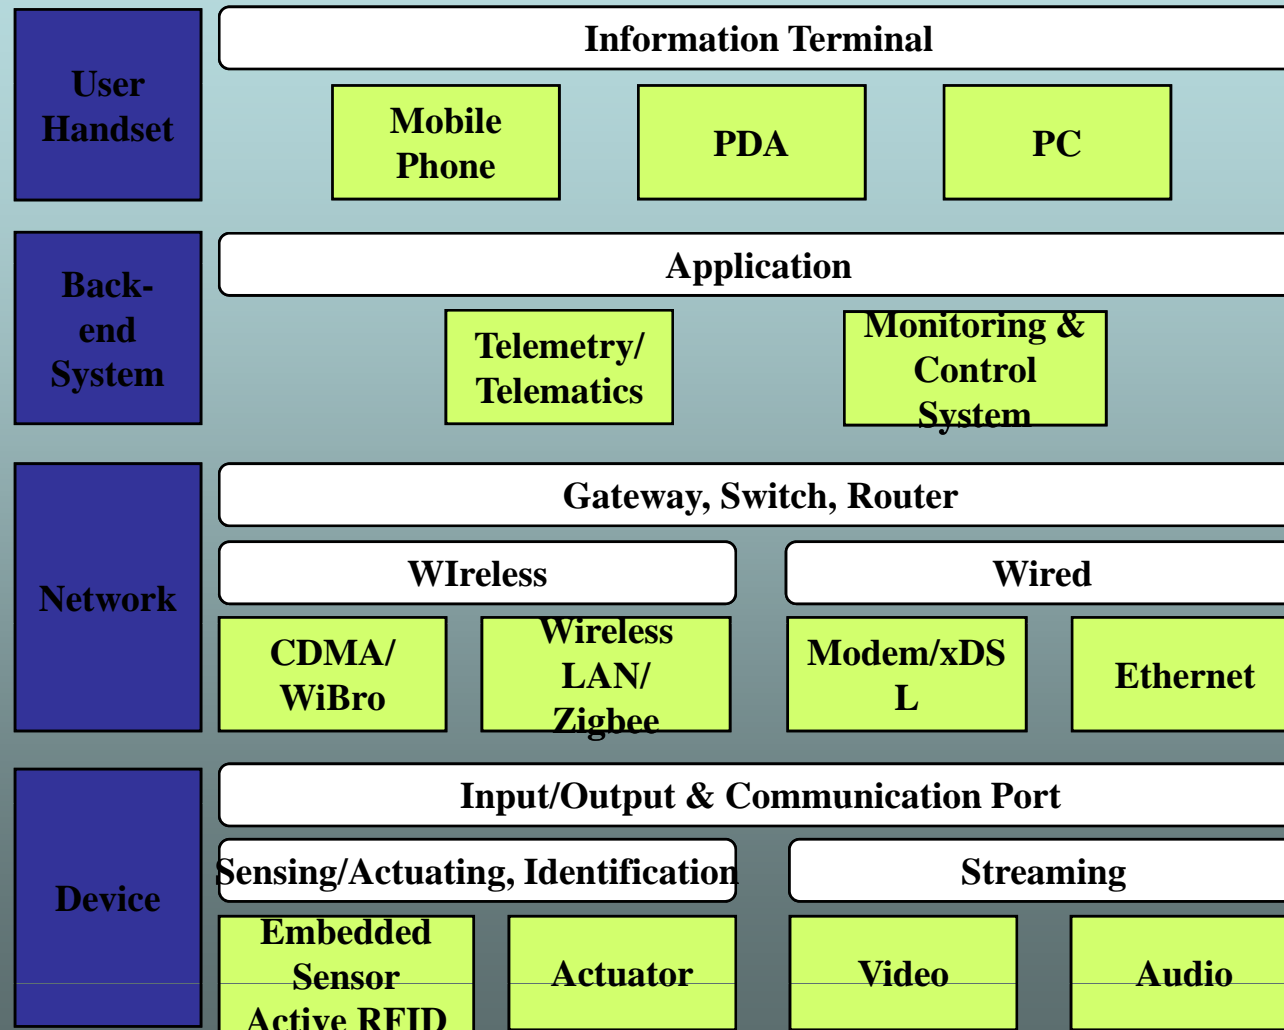 User
Handset
Information Terminal
Mobile
Phone
PDA
PC
Back-
end
System
Application
Telemetry/
Telematics
Monitoring &
Control
System
Network
Gateway, Switch, Router
WIreless
Wired
CDMA/
WiBro
Wireless
LAN/
Zigbee
Modem/xDS
L
Ethernet
Device
Input/Output & Communication Port
Sensing/Actuating, Identification
Streaming
Embedded
Sensor
Active RFID
Actuator
Video
Audio